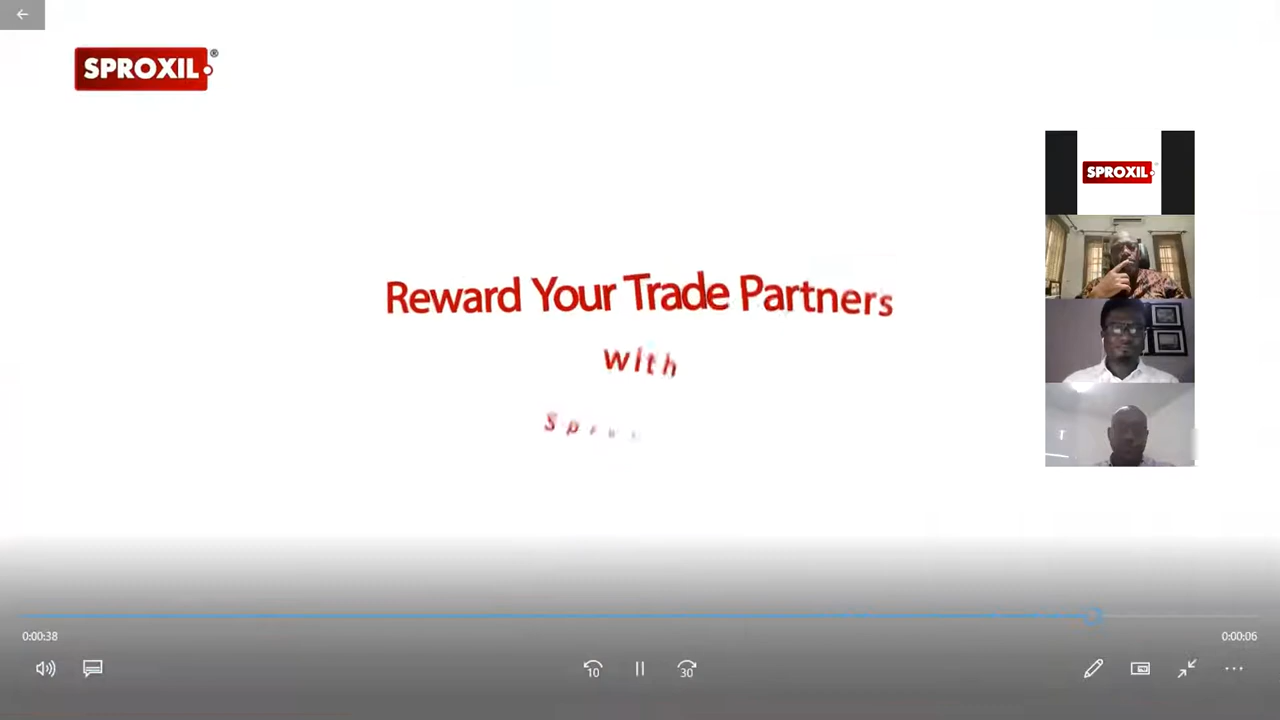 SPROXIL®
SPROXIL
Reward Your Trade Partners
with
0:00:38
0:00:06
10
30